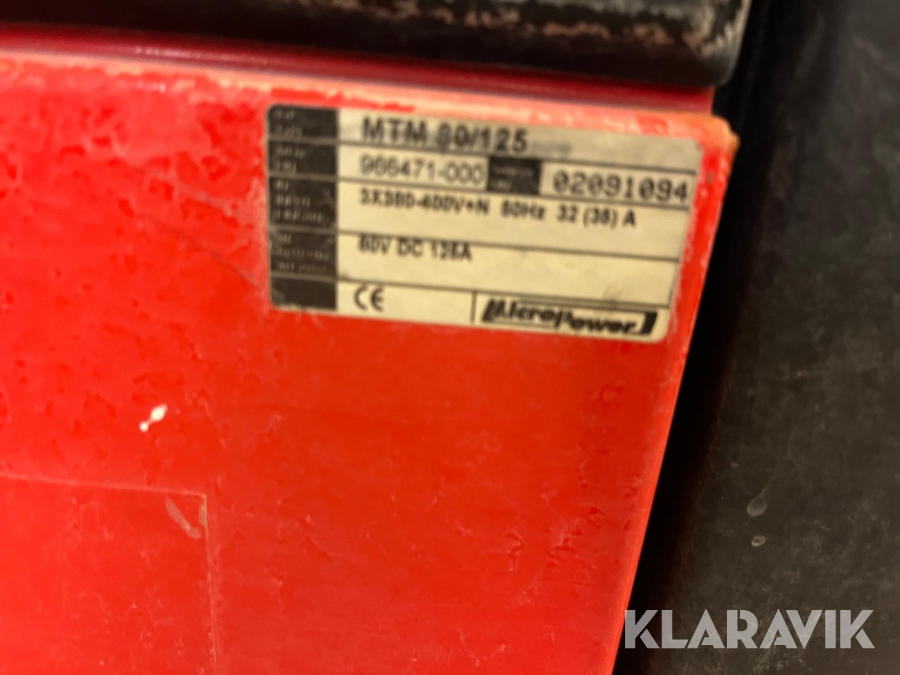 MTM 80/125
966471-000 02091094
3X380-400V+N 50Hz 32 (35) A
80V DC 125A
CE MicroPower
KLARAVIK